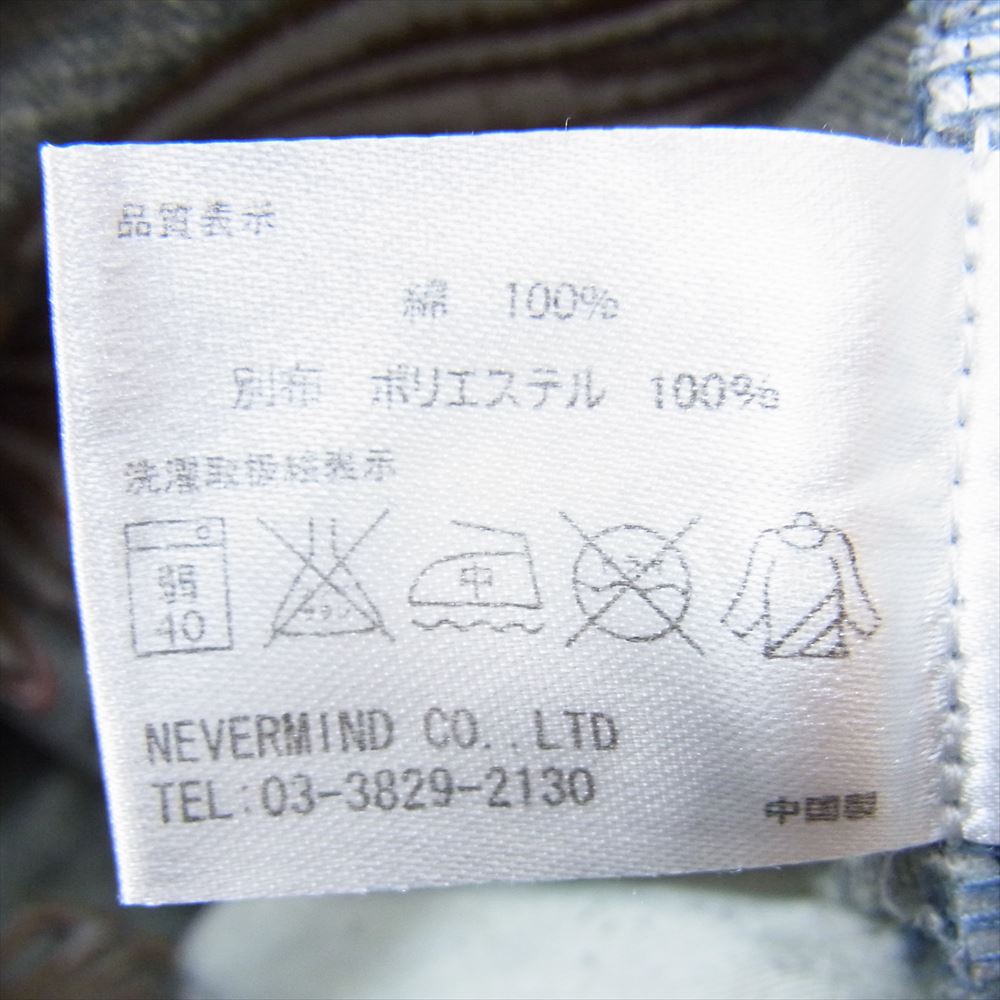 品質表示
綿 100%
別布 ポリエステル 100%
洗濯取扱絵表示
弱
40
中
NEVERMIND CO.,LTD
TEL:03-3829-2130
中国製